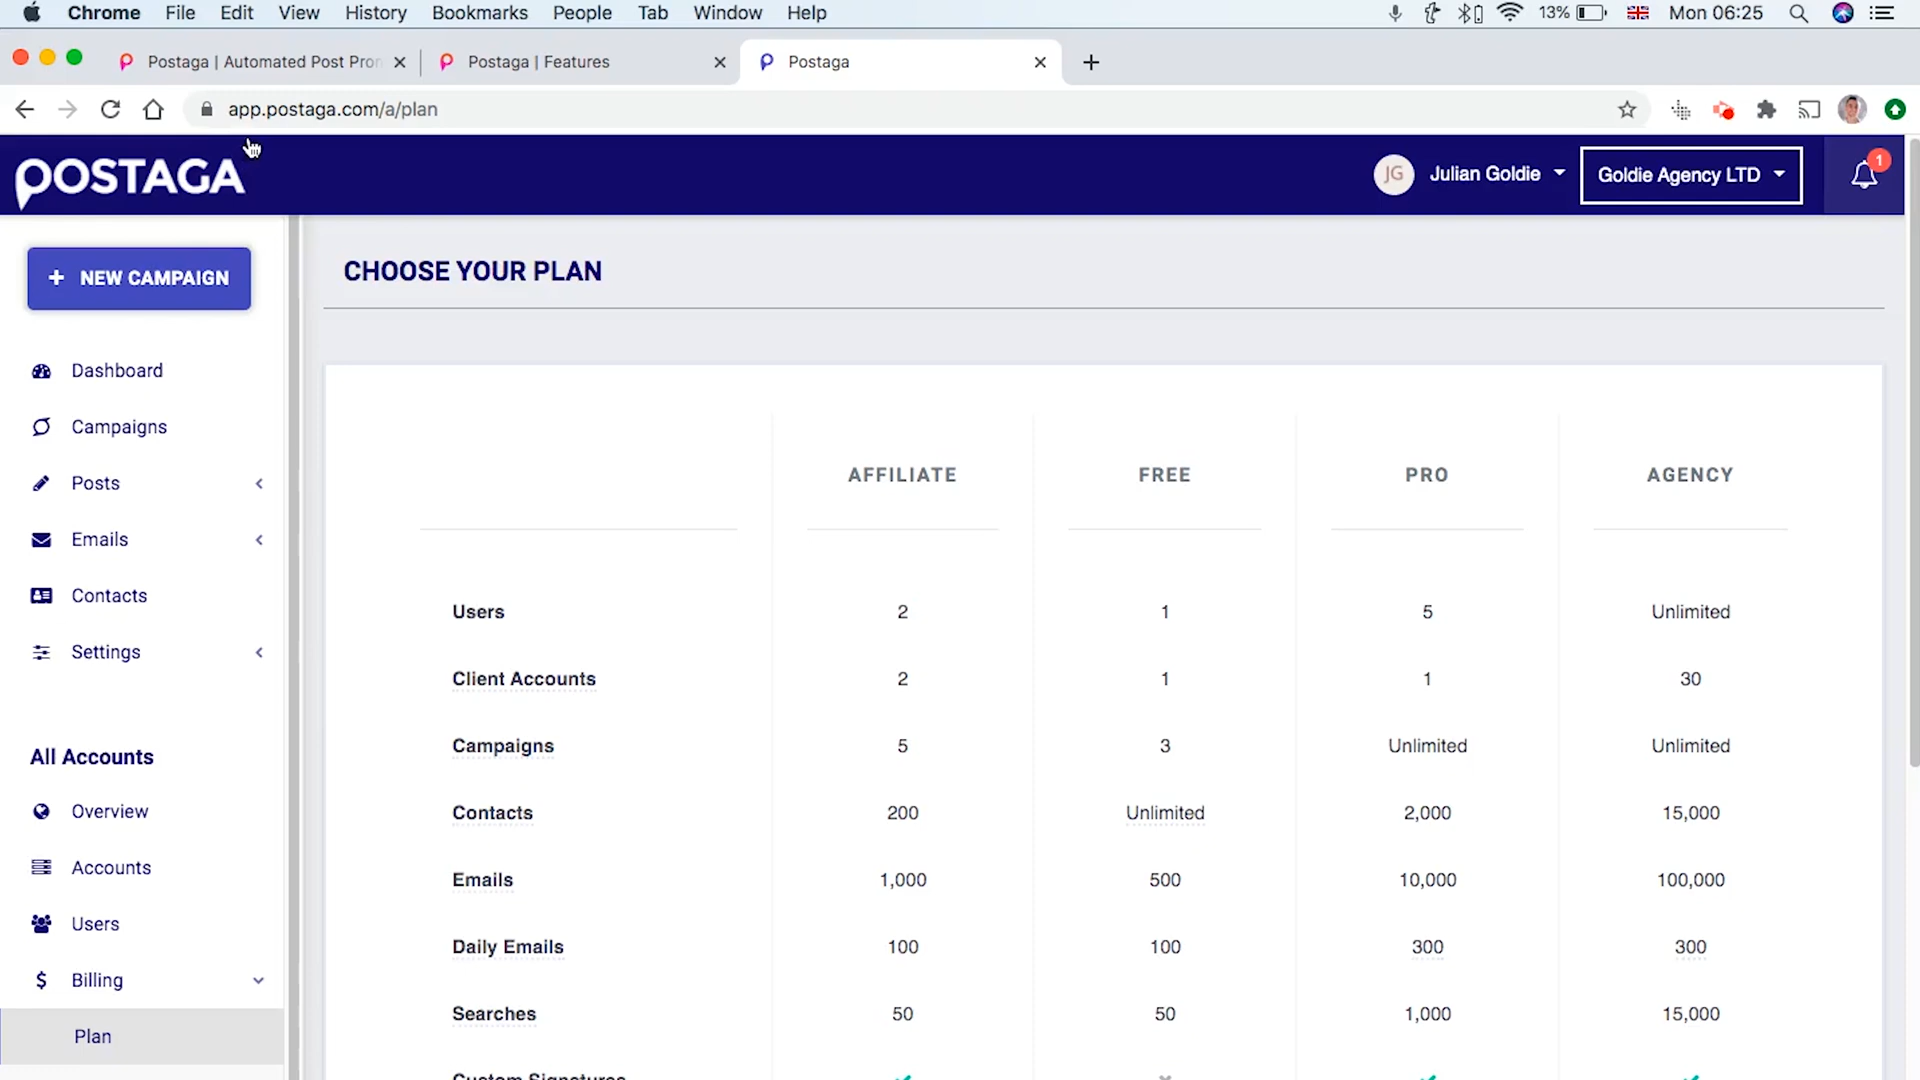 Chrome File Edit View History Bookmarks People Tab Window Help 13% Mon 06:25
Postaga | Automated Post Pro
Postaga | Features
Postaga
app.postaga.com/a/plan
POSTAGA
JG Julian Goldie
Goldie Agency LTD
1
+ NEW CAMPAIGN
Dashboard
Campaigns
Posts
Emails
Contacts
Settings
All Accounts
Overview
Accounts
Users
Billing
Plan
CHOOSE YOUR PLAN
AFFILIATE FREE PRO AGENCY
Users 2 1 5 Unlimited
Client Accounts 2 1 1 30
Campaigns 5 3 Unlimited Unlimited
Contacts 200 Unlimited 2,000 15,000
Emails 1,000 500 10,000 100,000
Daily Emails 100 100 300 300
Searches 50 50 1,000 15,000
Custom Signatures